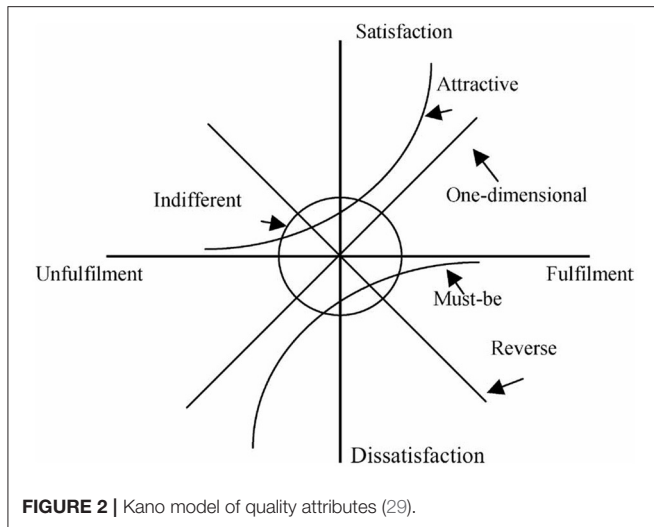 Satisfaction
Attractive
Indifferent
One-dimensional
Unfulfilment
Fulfilment
Must-be
Reverse
Dissatisfaction
FIGURE 2 | Kano model of quality attributes (29).